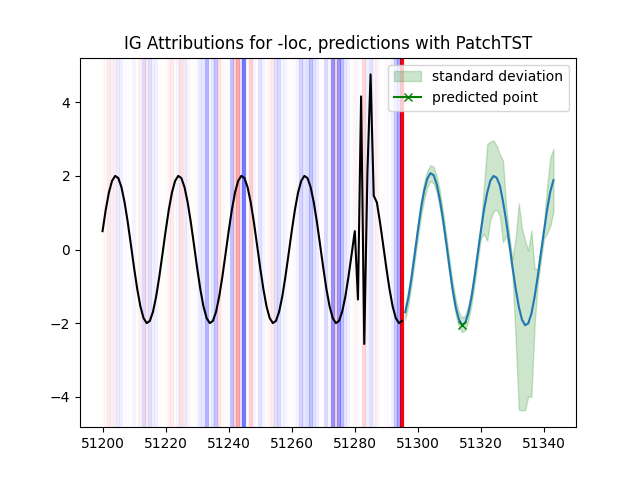 IG Attributions for -loc, predictions with PatchTST
standard deviation
predicted point
4
2
0
−2
−4
51200 51220 51240 51260 51280 51300 51320 51340